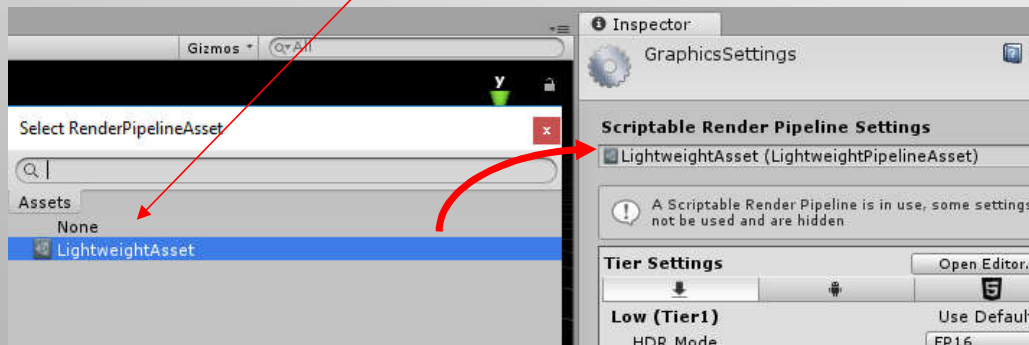 Inspector
Gizmos
All
GraphicsSettings
y
Select RenderPipelineAsset
x
Assets
None
LightweightAsset
Scriptable Render Pipeline Settings
LightweightAsset (LightweightPipelineAsset)
A Scriptable Render Pipeline is in use, some settings
not be used and are hidden
Tier Settings
Open Editor.
Low (Tier1)
Use Default
HDR Mode
FP16